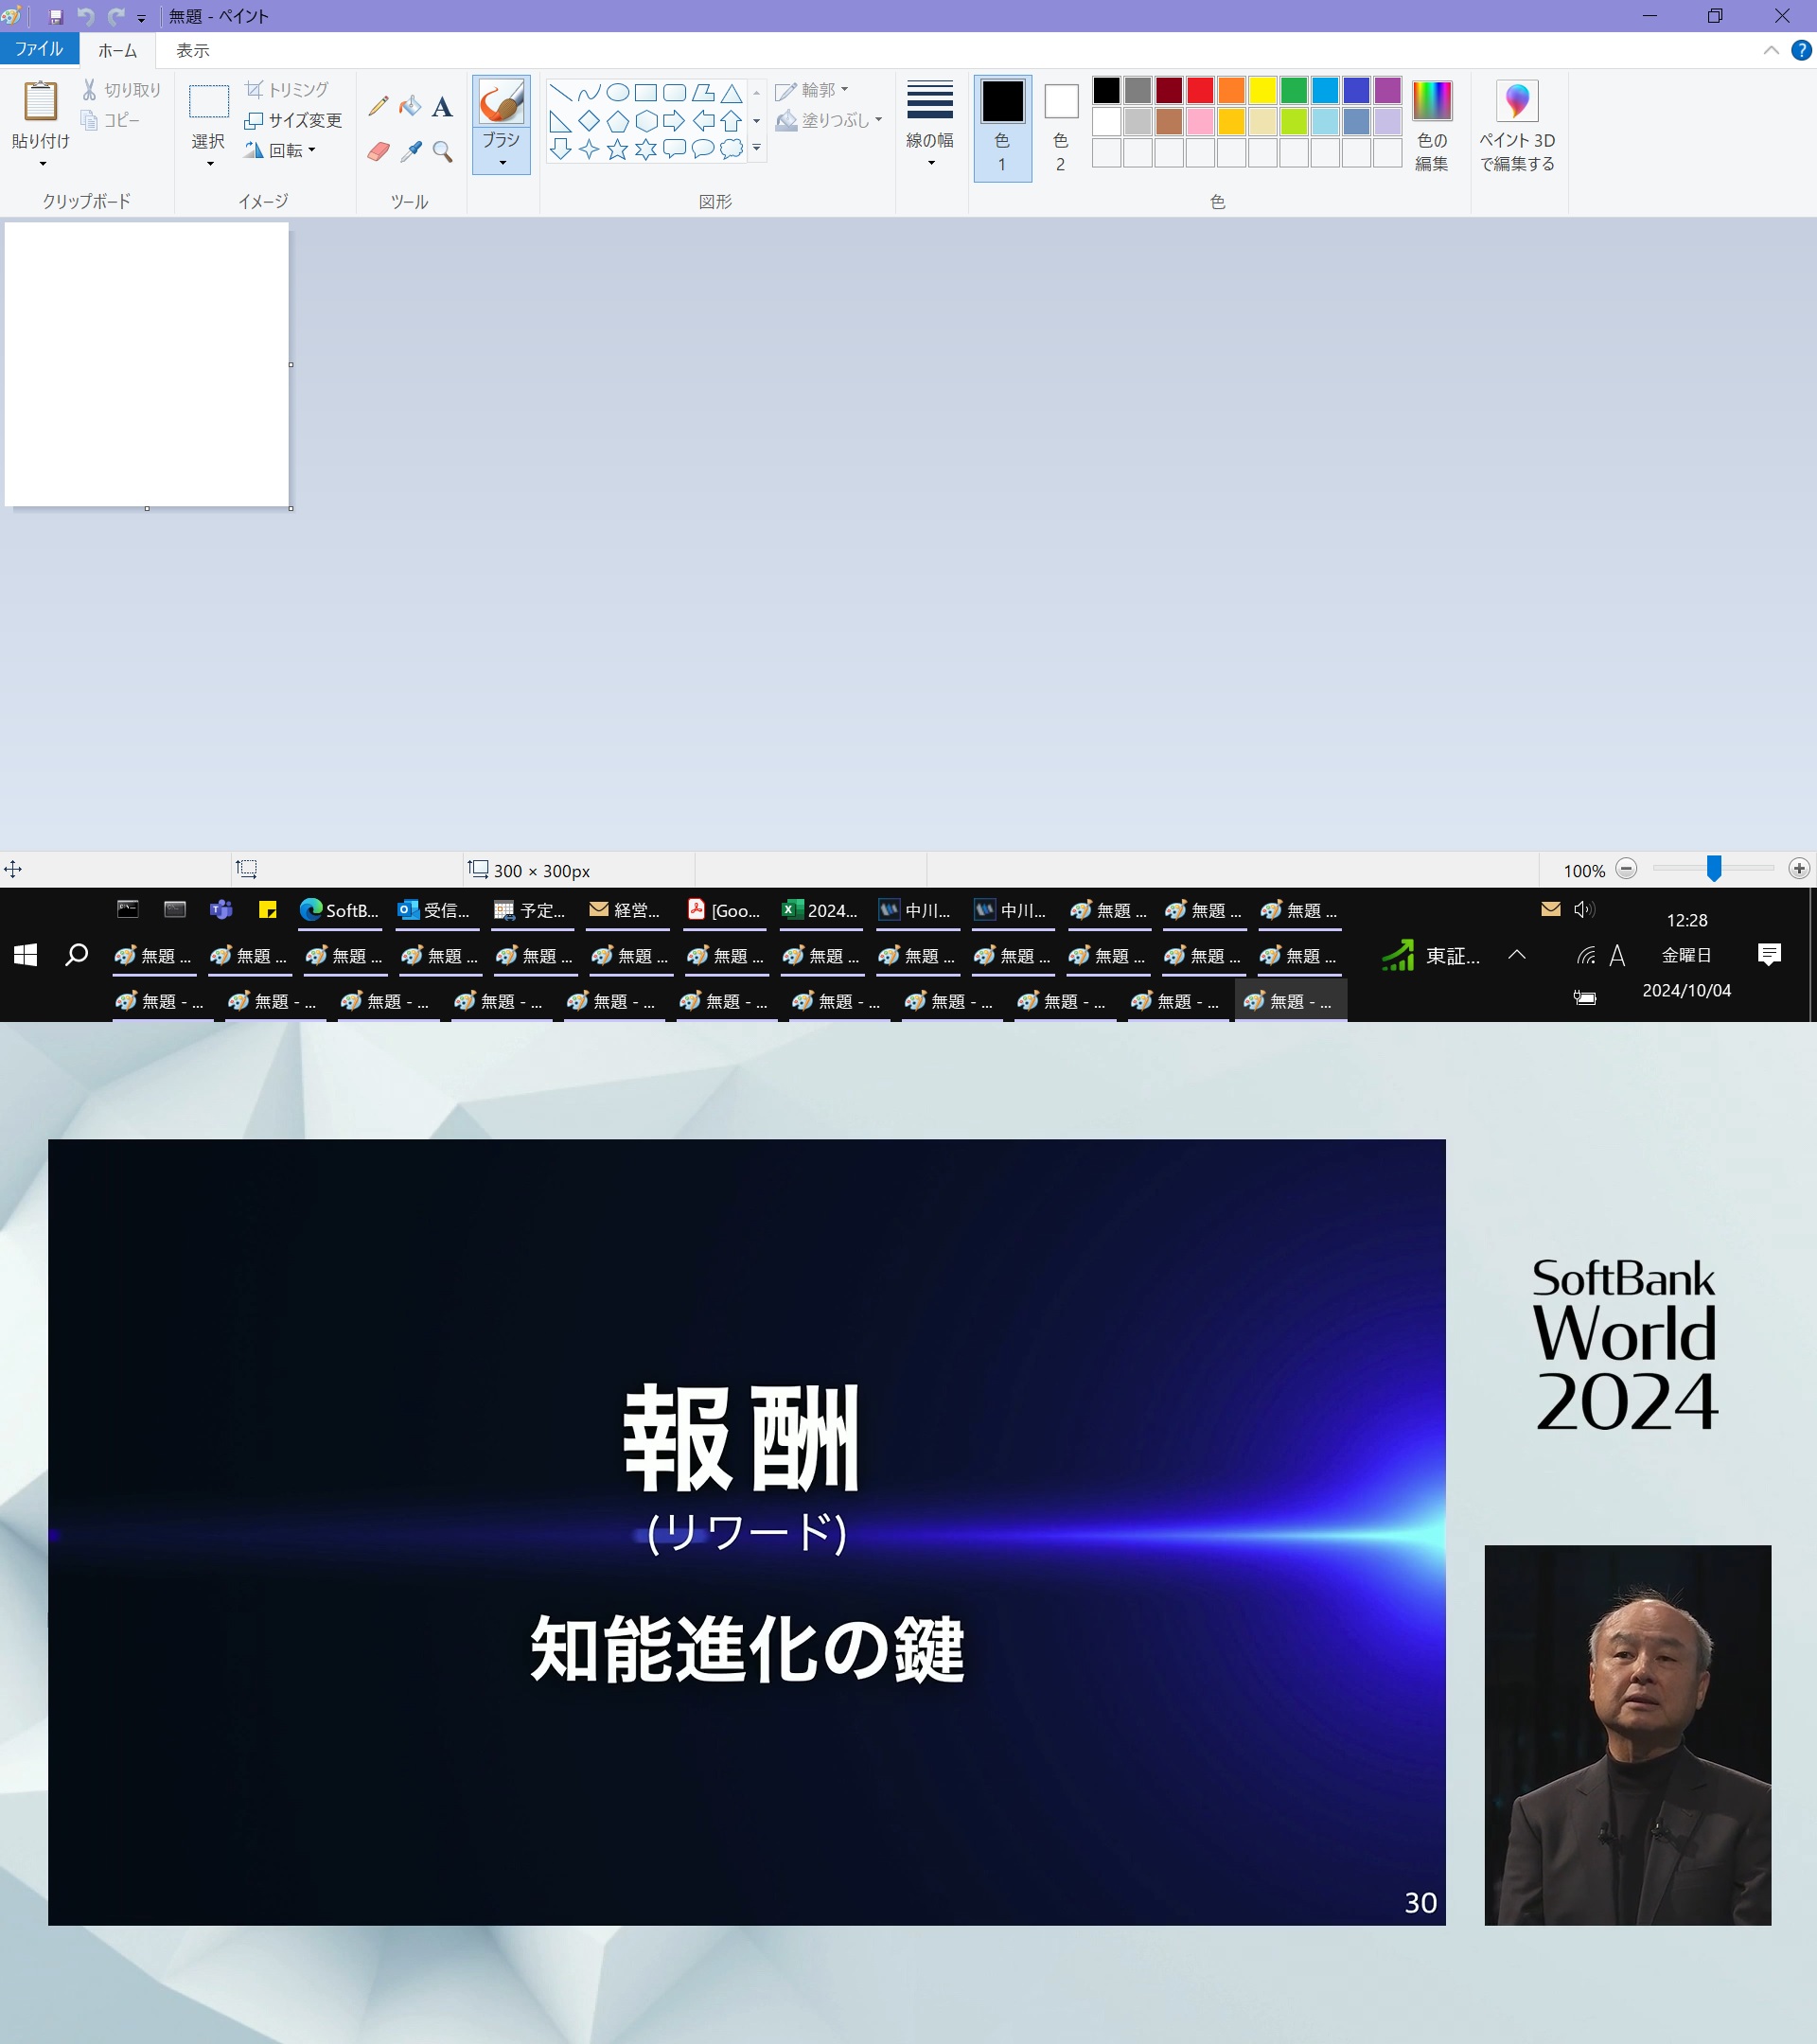 無題 - ペイント
ファイル ホーム 表示
貼り付け
切り取り
コピー
クリップボード
選択
トリミング
サイズ変更
回転
イメージ
A
ツール
ブラシ
輪郭
塗りつぶし
図形
線の幅
色
1
色
2
色の
編集
色
ペイント 3D
で編集する
300 × 300px
100%
SoftB... 受信... 予定... 経営... [Goo... 2024... 中川... 中川... 無題 ... 無題 ... 無題 ...
無題 ... 無題 ... 無題 ... 無題 ... 無題 ... 無題 ... 無題 ... 無題 ... 無題 ... 無題 ... 無題 ... 無題 ... 無題 ...
無題 - ... 無題 - ... 無題 - ... 無題 - ... 無題 - ... 無題 - ... 無題 - ... 無題 - ... 無題 - ... 無題 - ... 無題 - ...
東証...
A
12:28
金曜日
2024/10/04
報酬
(リワード)
知能進化の鍵
30
SoftBank
World
2024